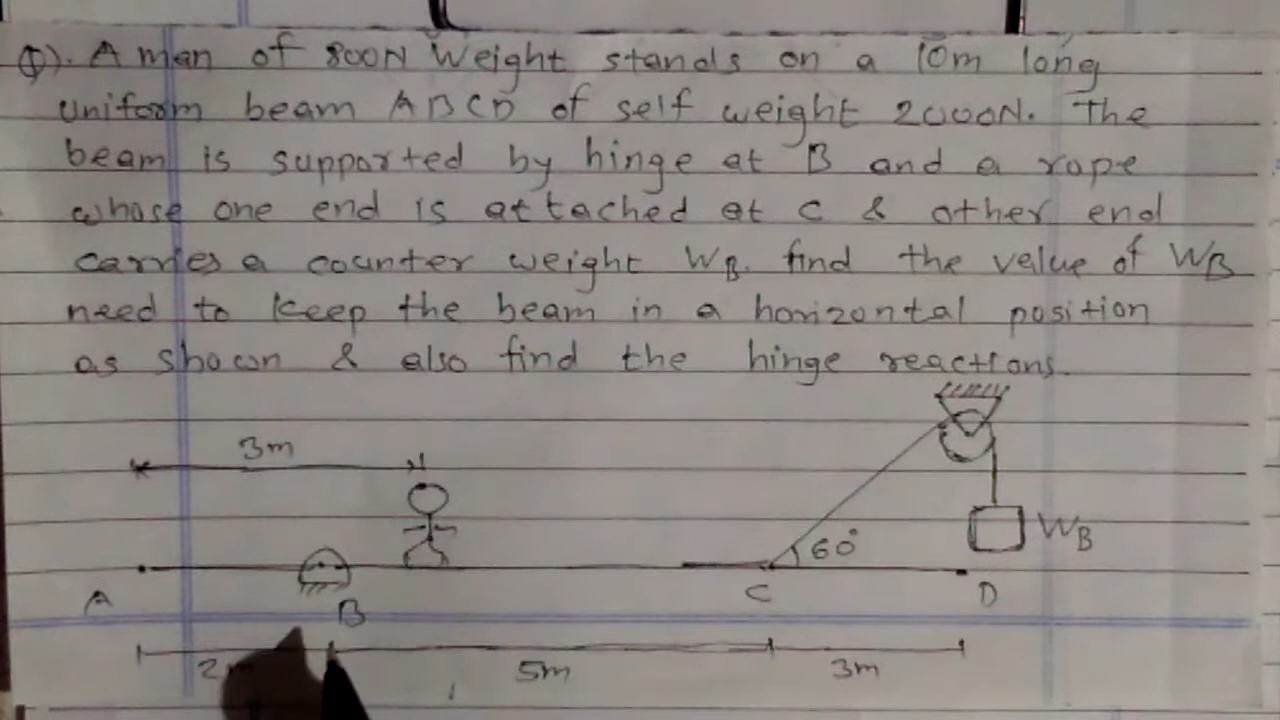 Q). A man of 800N Weight stands on a 10m long
uniform beam ABCD of self weight 2000N. The
beam is supported by hinge at B and a rope
whose one end is attached at C & other end
carries a counter weight WB. find the value of WB
need to keep the beam in a horizontal position
as shown & also find the hinge reactions.
3m
60°
WB
A
B
C
D
2m
5m
3m